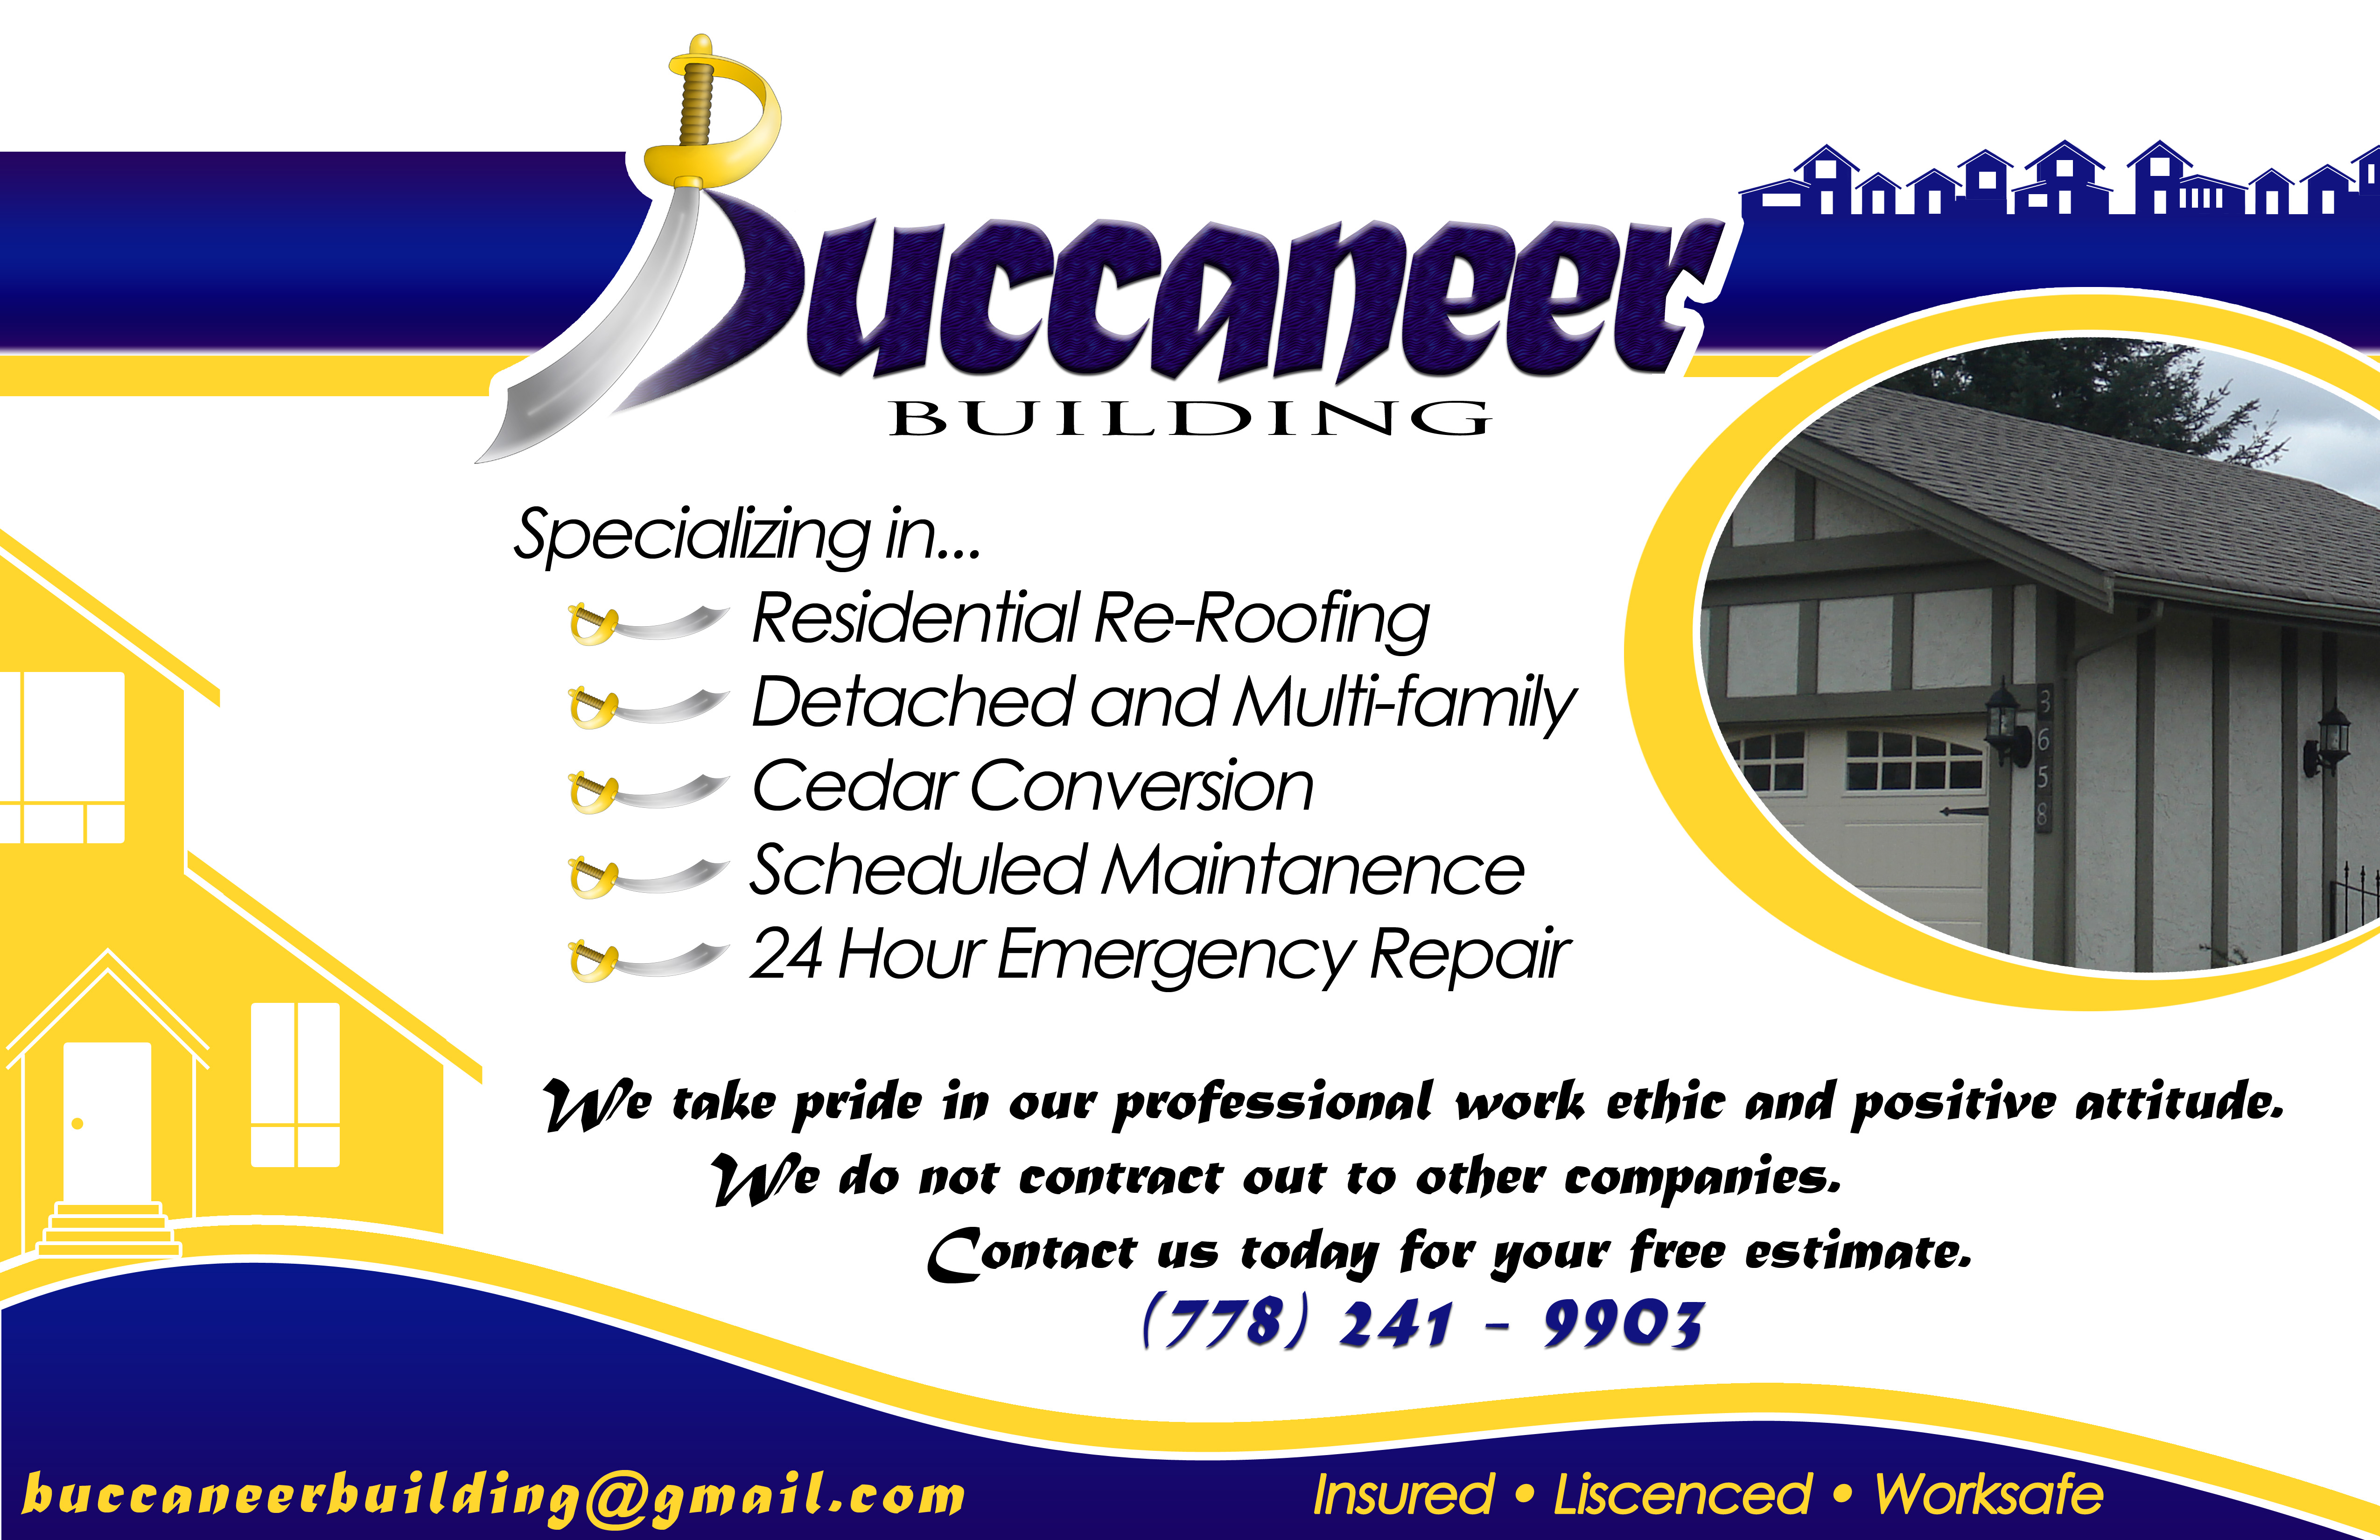 Buccaneer
BUILDING
Specializing in...
Residential Re-Roofing
Detached and Multi-family
Cedar Conversion
Scheduled Maintanence
24 Hour Emergency Repair
3658
We take pride in our professional work ethic and positive attitude.
We do not contract out to other companies.
Contact us today for your free estimate.
(778) 241 - 9903
buccaneerbuilding@gmail.com
Insured • Liscenced • Worksafe